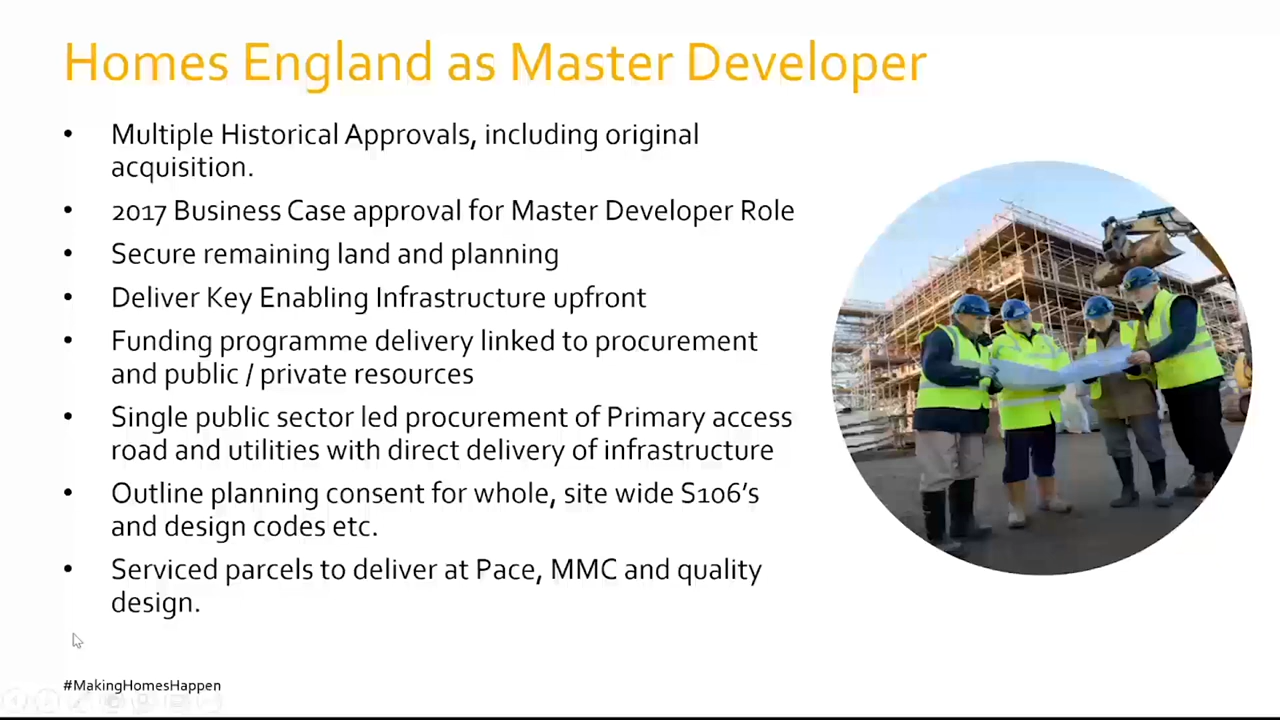 Homes England as Master Developer
• Multiple Historical Approvals, including original
acquisition.
• 2017 Business Case approval for Master Developer Role
• Secure remaining land and planning
• Deliver Key Enabling Infrastructure upfront
• Funding programme delivery linked to procurement
and public / private resources
• Single public sector led procurement of Primary access
road and utilities with direct delivery of infrastructure
• Outline planning consent for whole, site wide S106's
and design codes etc.
• Serviced parcels to deliver at Pace, MMC and quality
design.
#MakingHomesHappen